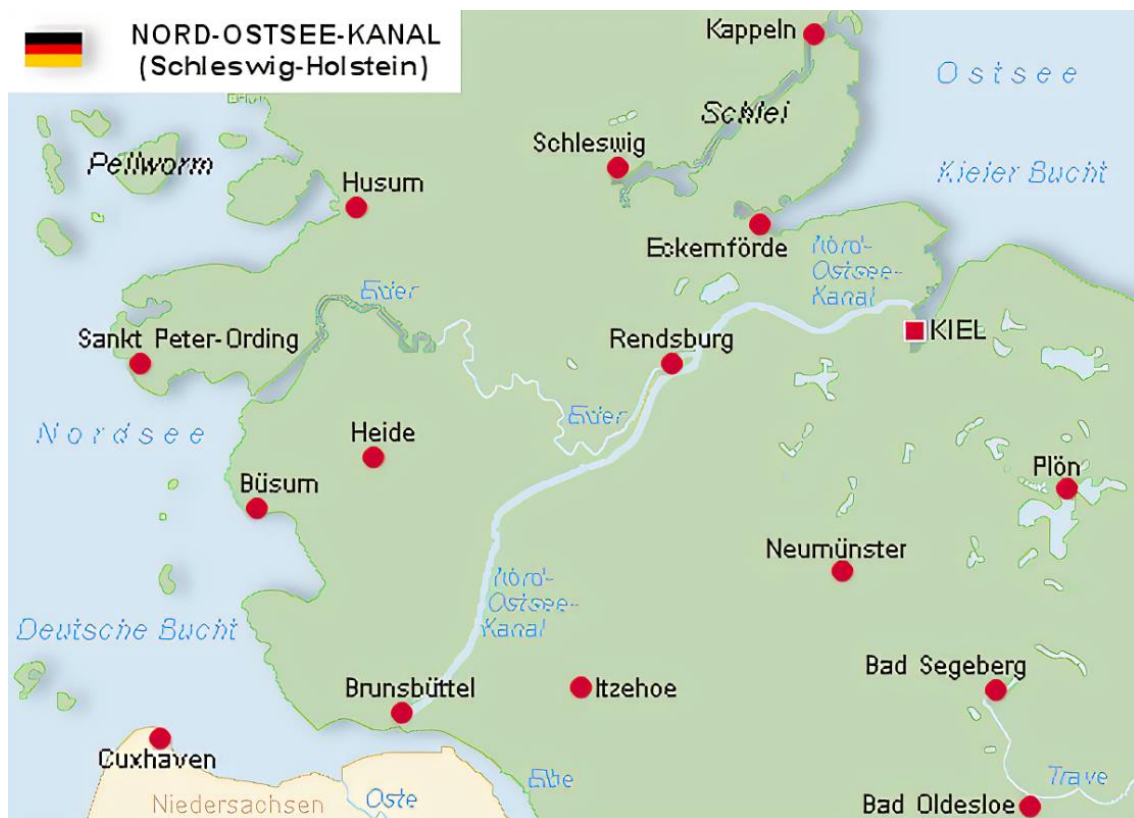 NORD-OSTSEE-KANAL
(Schleswig-Holstein)
Kappeln
Ostsee
Schlei
Schleswig
Pellworm
Kieler Bucht
Husum
Eckernförde
Nord-
Ostsee-
Kanal
Eider
Sankt Peter-Ording
Rendsburg
KIEL
Nordsee
Eider
Heide
Büsum
Plön
Neumünster
Nord-
Ostsee-
Kanal
Deutsche Bucht
Bad Segeberg
Brunsbüttel
Itzehoe
Cuxhaven
Elbe
Trave
Niedersachsen
Oste
Bad Oldesloe